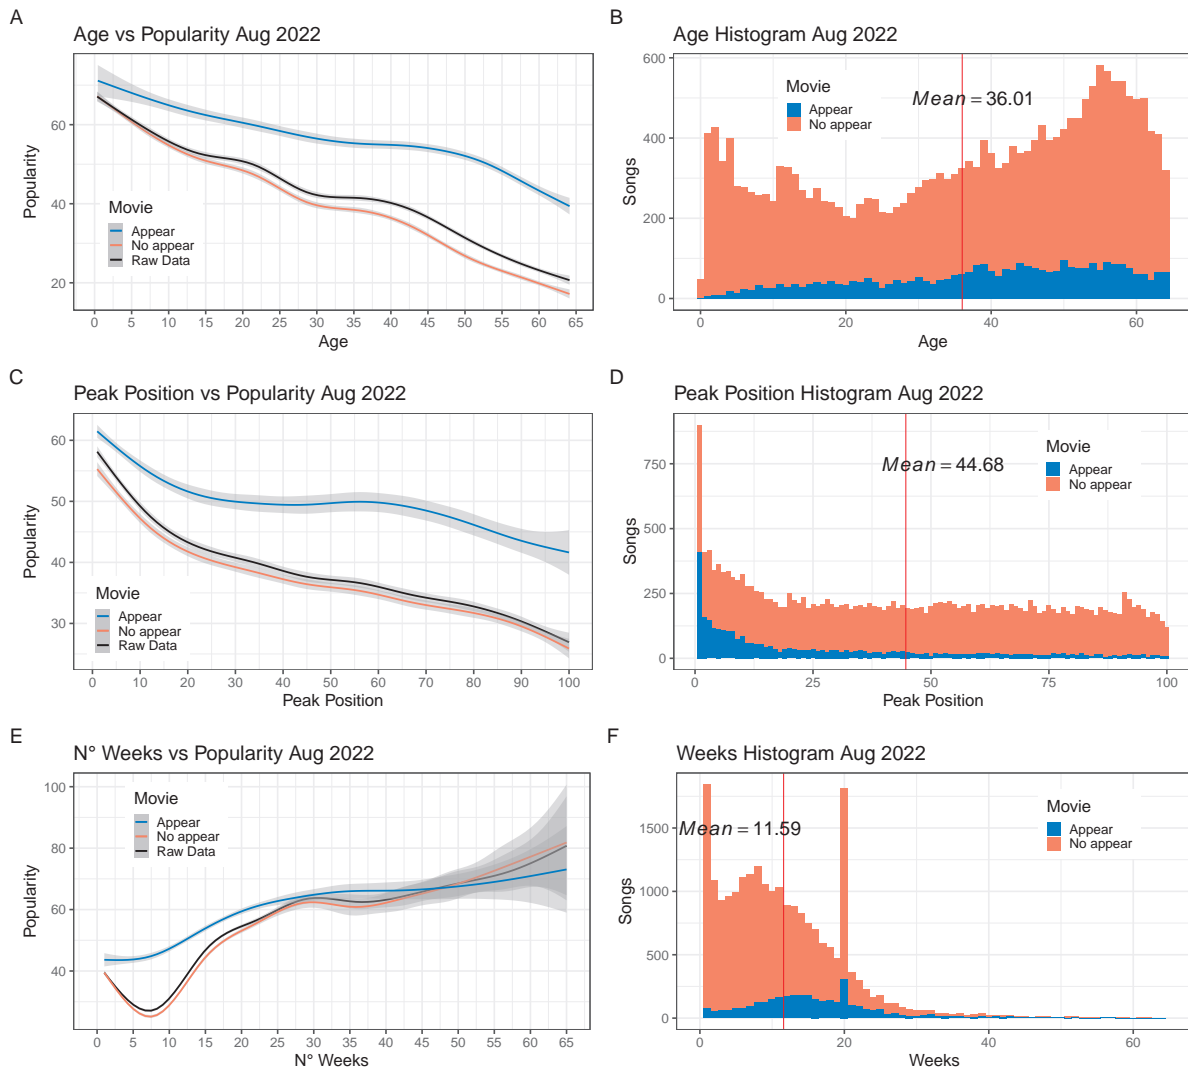 A
Age vs Popularity Aug 2022
Popularity
60
40
20
Movie
Appear
No appear
Raw Data
0 5 10 15 20 25 30 35 40 45 50 55 60 65
Age
B
Age Histogram Aug 2022
Songs
600
400
200
0
Movie
Appear
No appear
Mean = 36.01
0 20 40 60
Age
C
Peak Position vs Popularity Aug 2022
Popularity
60
50
40
30
Movie
Appear
No appear
Raw Data
0 10 20 30 40 50 60 70 80 90 100
Peak Position
D
Peak Position Histogram Aug 2022
Songs
750
500
250
0
Movie
Appear
No appear
Mean = 44.68
0 25 50 75 100
Peak Position
E
N° Weeks vs Popularity Aug 2022
Popularity
100
80
60
40
Movie
Appear
No appear
Raw Data
0 5 10 15 20 25 30 35 40 45 50 55 60 65
N° Weeks
F
Weeks Histogram Aug 2022
Songs
1500
1000
500
0
Movie
Appear
No appear
Mean = 11.59
0 20 40 60
Weeks